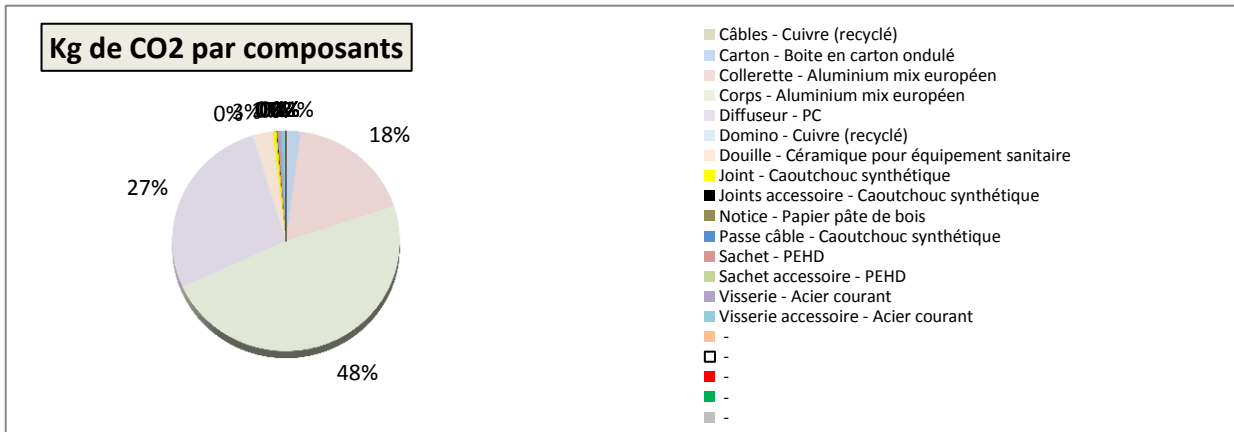 Kg de CO2 par composants
0%
3%
18%
27%
48%
Câbles - Cuivre (recyclé)
Carton - Boite en carton ondulé
Collerette - Aluminium mix européen
Corps - Aluminium mix européen
Diffuseur - PC
Domino - Cuivre (recyclé)
Douille - Céramique pour équipement sanitaire
Joint - Caoutchouc synthétique
Joints accessoire - Caoutchouc synthétique
Notice - Papier pâte de bois
Passe câble - Caoutchouc synthétique
Sachet - PEHD
Sachet accessoire - PEHD
Visserie - Acier courant
Visserie accessoire - Acier courant
-
-
-
-
-